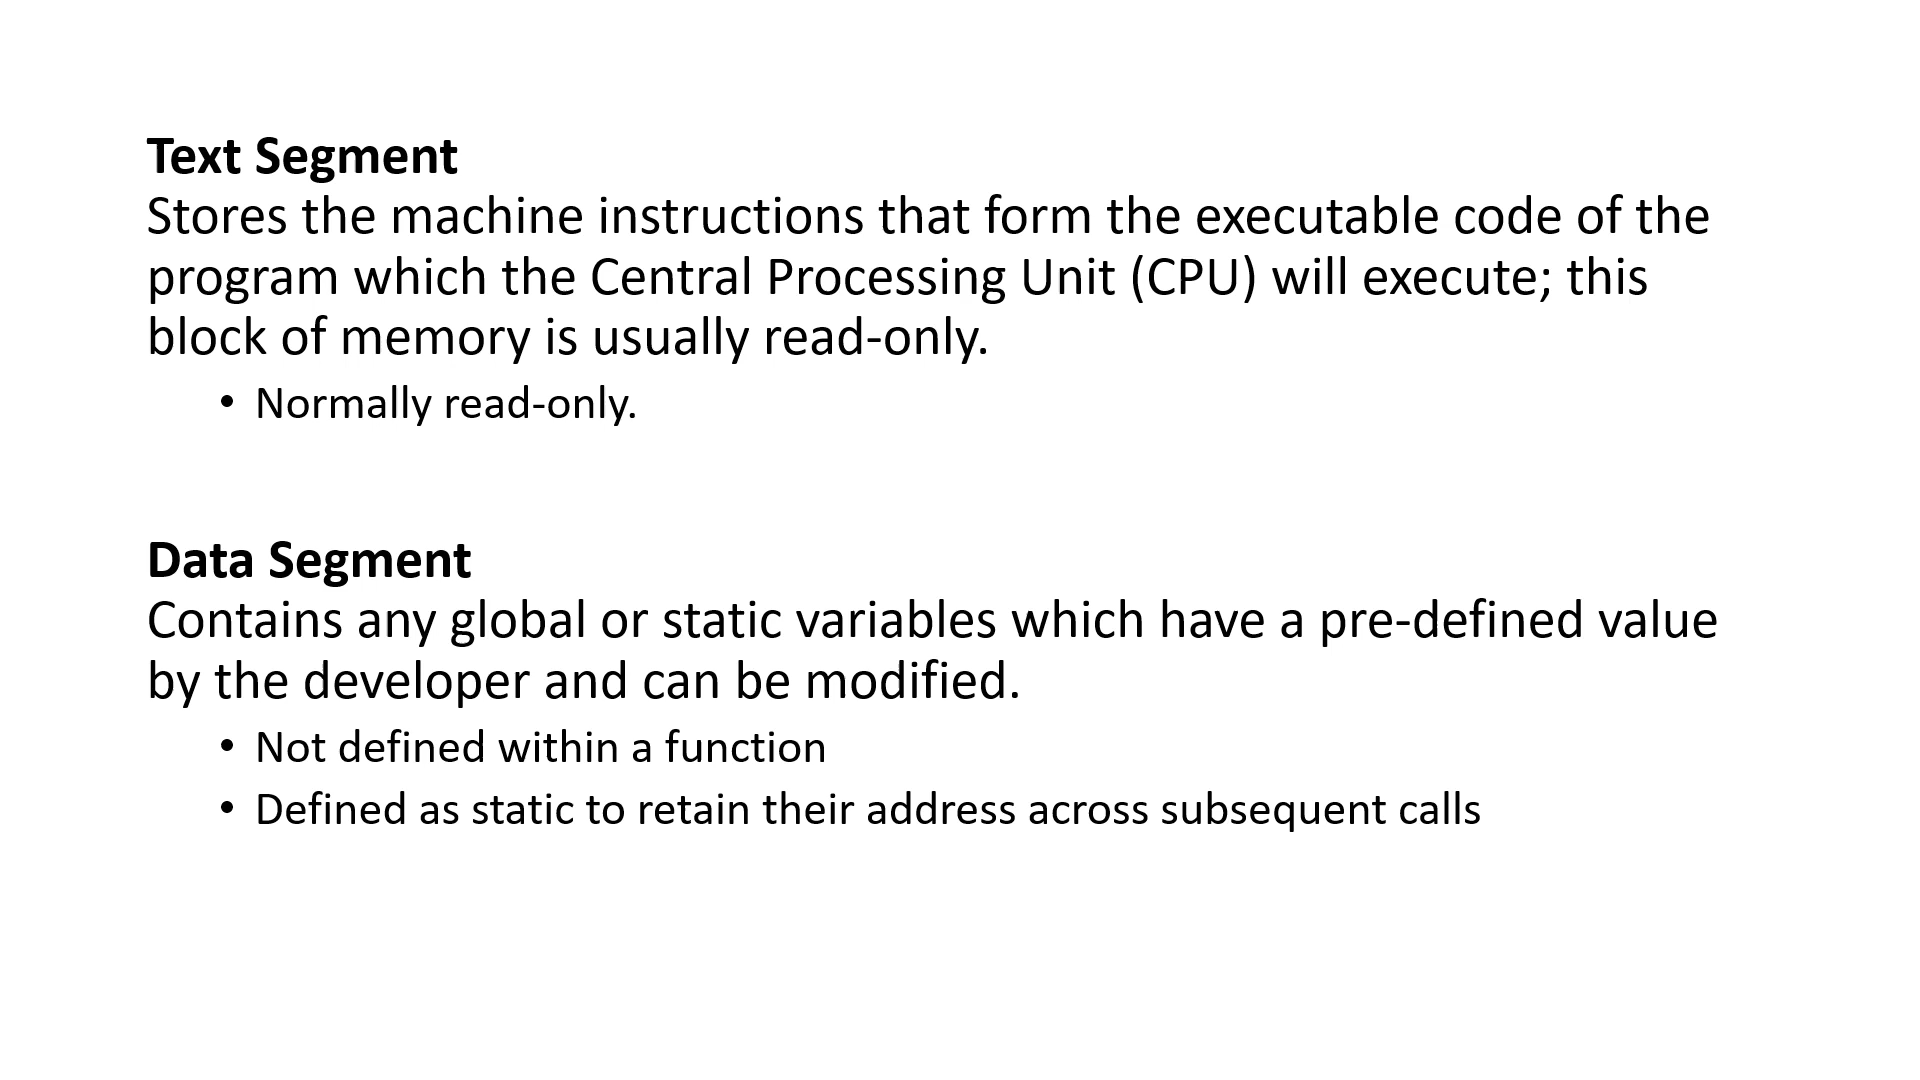 Text Segment
Stores the machine instructions that form the executable code of the
program which the Central Processing Unit (CPU) will execute; this
block of memory is usually read-only.
• Normally read-only.
Data Segment
Contains any global or static variables which have a pre-defined value
by the developer and can be modified.
• Not defined within a function
• Defined as static to retain their address across subsequent calls